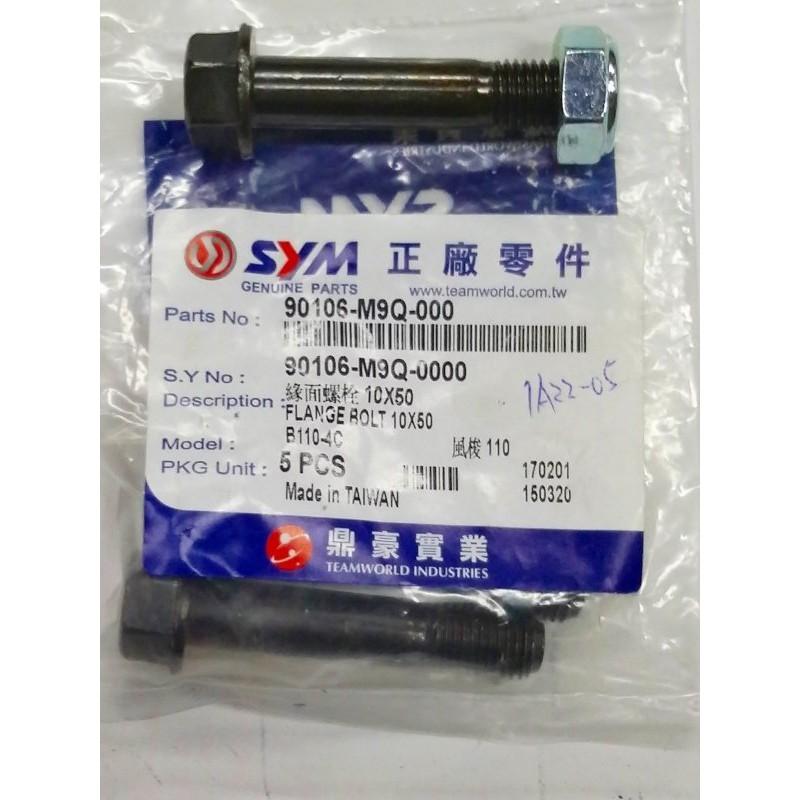 SYM
SYM 正廠零件
GENUINE PARTS www.teamworld.com.tw
Parts No : 90106-M9Q-000
S.Y No : 90106-M9Q-0000
Description : 緣面螺栓 10X50
FLANGE BOLT 10X50
Model : B110-4C 風梭 110
PKG Unit : 5 PCS 170201
Made in TAIWAN 150320
1A22-05
鼎豪實業
TEAMWORLD INDUSTRIES